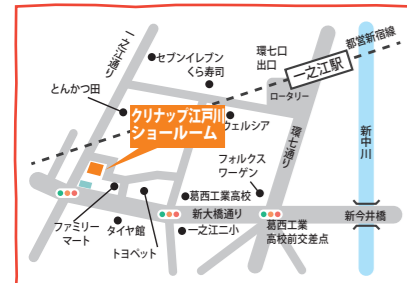 一之江通り
セブンイレブン
くら寿司
環七口
出口
一之江駅
都営新宿線
とんかつ田
ロータリー
クリナップ江戸川
ショールーム
ウェルシア
環七通り
新中川
フォルクス
ワーゲン
葛西工業高校
新大橋通り
新今井橋
ファミリー
マート
タイヤ館
トヨペット
一之江二小
葛西工業
高校前交差点